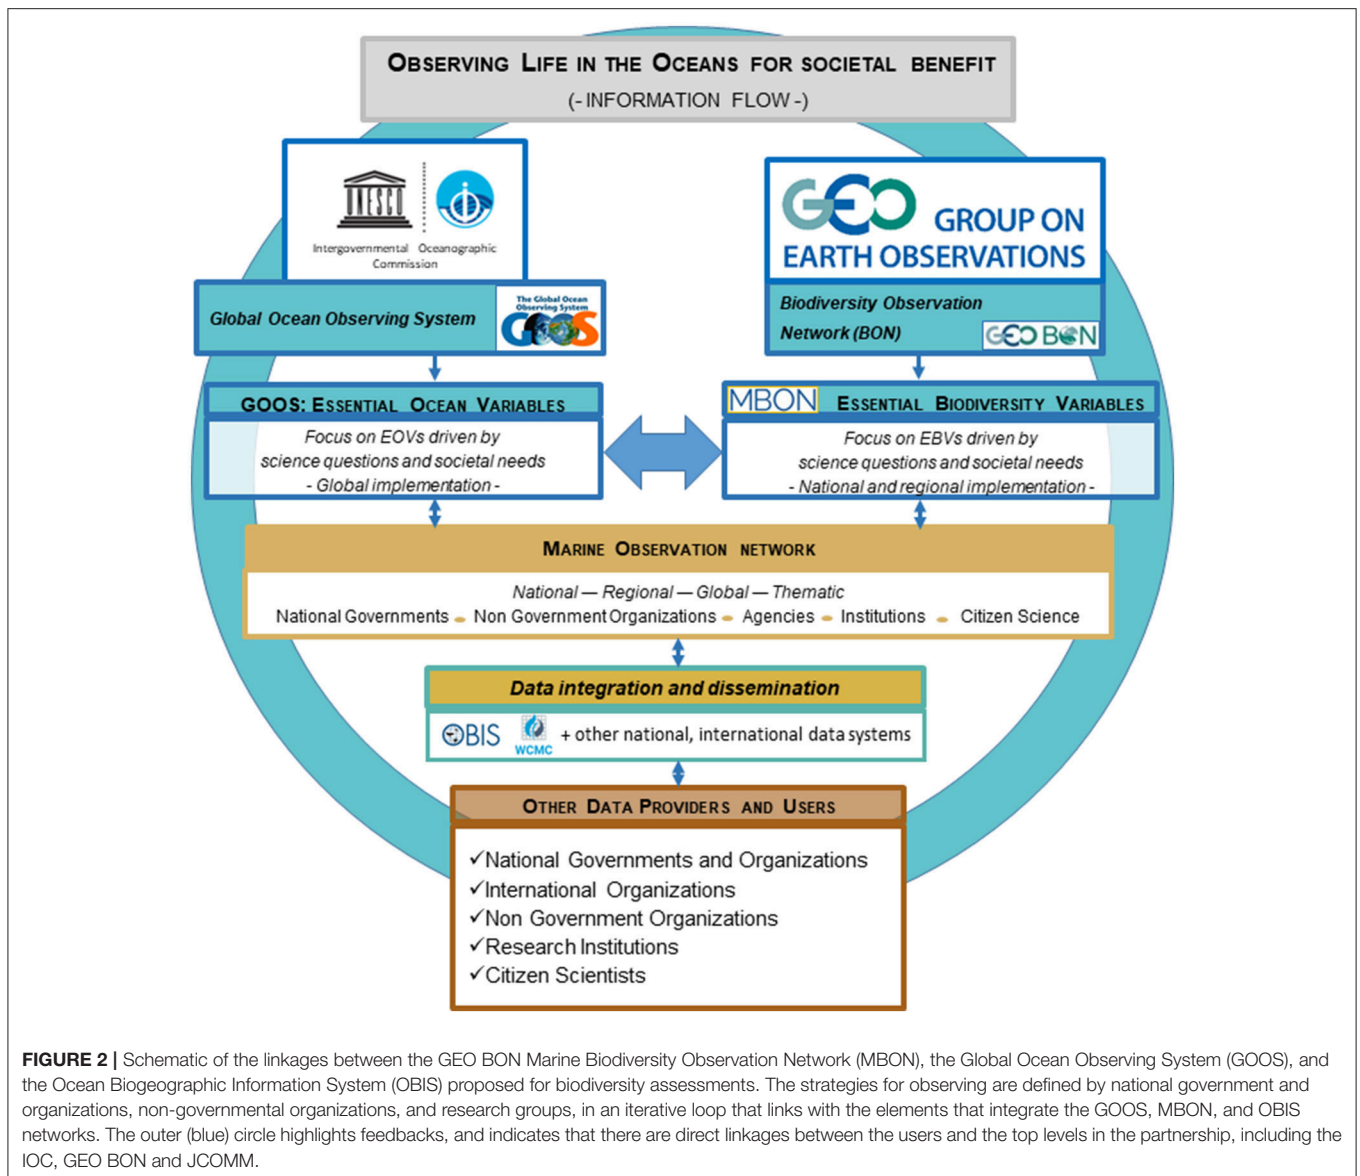 OBSERVING LIFE IN THE OCEANS FOR SOCIETAL BENEFIT
(- INFORMATION FLOW -)
UNESCO
Intergovernmental Oceanographic
Commission
GEO GROUP ON
EARTH OBSERVATIONS
Global Ocean Observing System
The Global Ocean
Observing System
GOOS
Biodiversity Observation
Network (BON)
GEO BON
GOOS: ESSENTIAL OCEAN VARIABLES
Focus on EOVs driven by
science questions and societal needs
- Global implementation -
MBON ESSENTIAL BIODIVERSITY VARIABLES
Focus on EBVs driven by
science questions and societal needs
- National and regional implementation -
MARINE OBSERVATION NETWORK
National — Regional — Global — Thematic
National Governments - Non Government Organizations - Agencies - Institutions - Citizen Science
Data integration and dissemination
OBIS WCMC + other national, international data systems
OTHER DATA PROVIDERS AND USERS
✓National Governments and Organizations
✓International Organizations
✓Non Government Organizations
✓Research Institutions
✓Citizen Scientists
FIGURE 2 | Schematic of the linkages between the GEO BON Marine Biodiversity Observation Network (MBON), the Global Ocean Observing System (GOOS), and
the Ocean Biogeographic Information System (OBIS) proposed for biodiversity assessments. The strategies for observing are defined by national government and
organizations, non-governmental organizations, and research groups, in an iterative loop that links with the elements that integrate the GOOS, MBON, and OBIS
networks. The outer (blue) circle highlights feedbacks, and indicates that there are direct linkages between the users and the top levels in the partnership, including the
IOC, GEO BON and JCOMM.